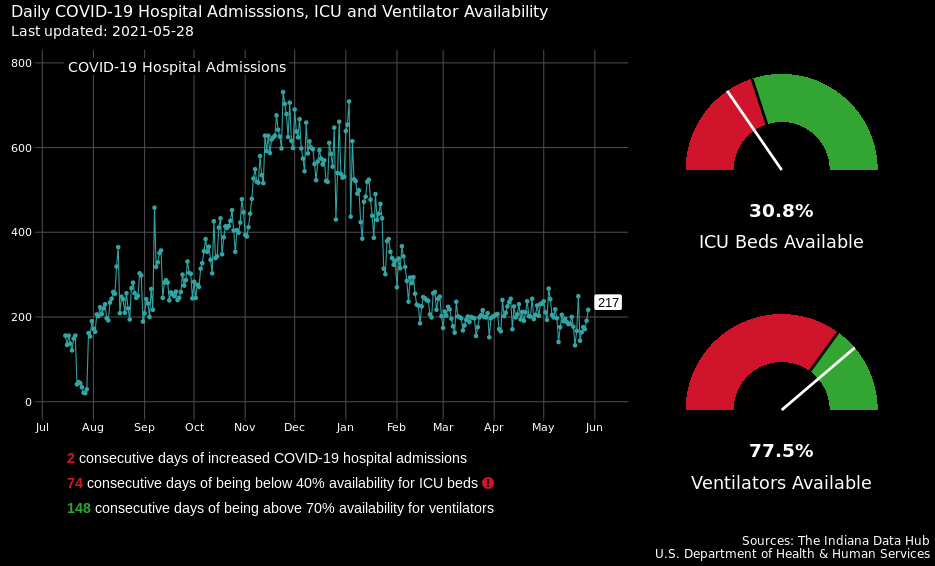 Daily COVID-19 Hospital Admisssions, ICU and Ventilator Availability
Last updated: 2021-05-28
COVID-19 Hospital Admissions
800
600
400
200
0
217
Jul Aug Sep Oct Nov Dec Jan Feb Mar Apr May Jun
30.8%
ICU Beds Available
77.5%
Ventilators Available
2 consecutive days of increased COVID-19 hospital admissions
74 consecutive days of being below 40% availability for ICU beds !
148 consecutive days of being above 70% availability for ventilators
Sources: The Indiana Data Hub
U.S. Department of Health & Human Services